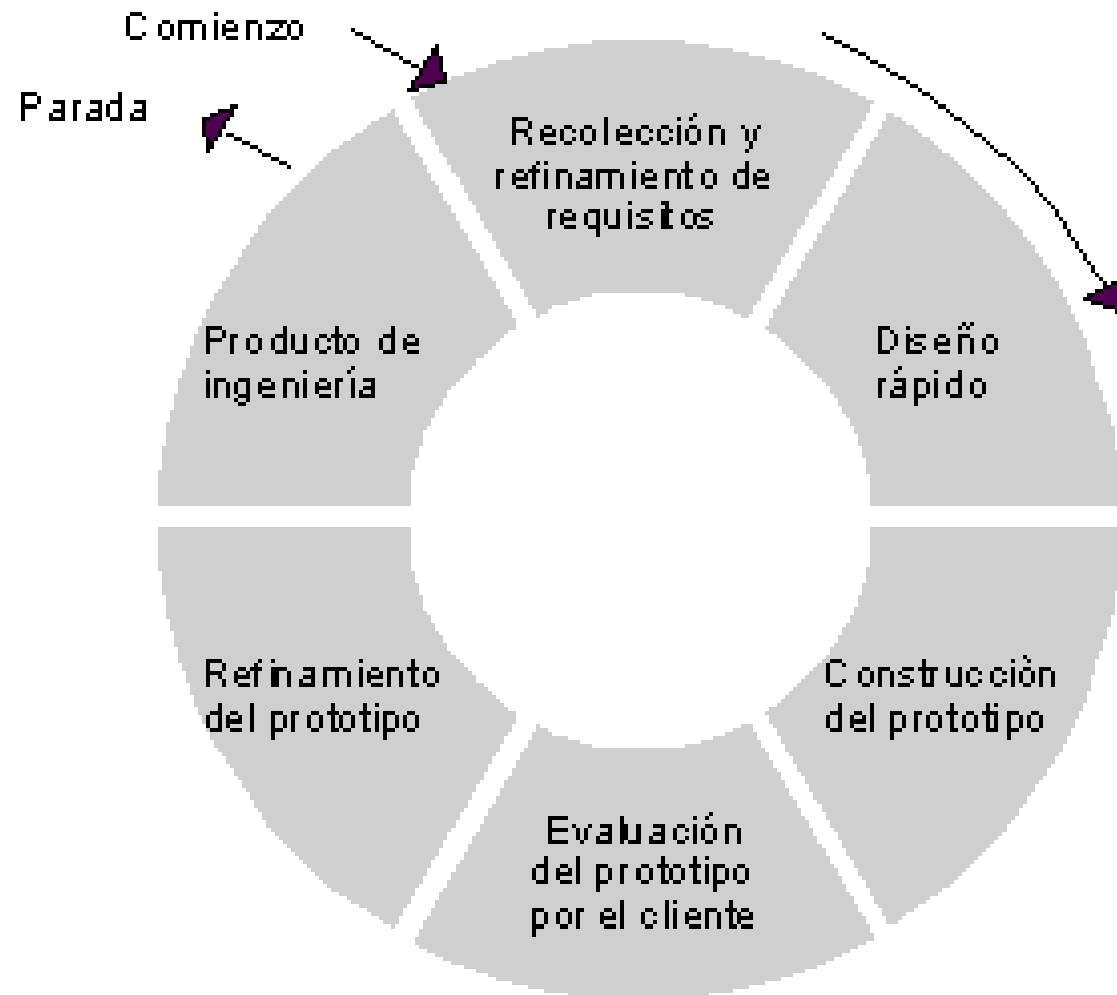 Comienzo
Parada
Recolección y
refinamiento de
requisitos
Diseño
rápido
Construcción
del prototipo
Evaluación
del prototipo
por el cliente
Refinamiento
del prototipo
Producto de
ingeniería